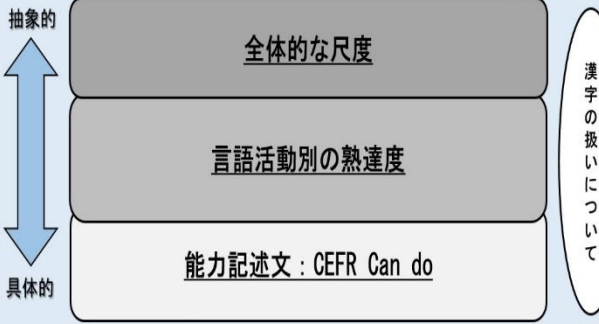 抽象的
全体的な尺度
言語活動別の熟達度
能力記述文：CEFR Can do
具体的
漢字の扱いについて